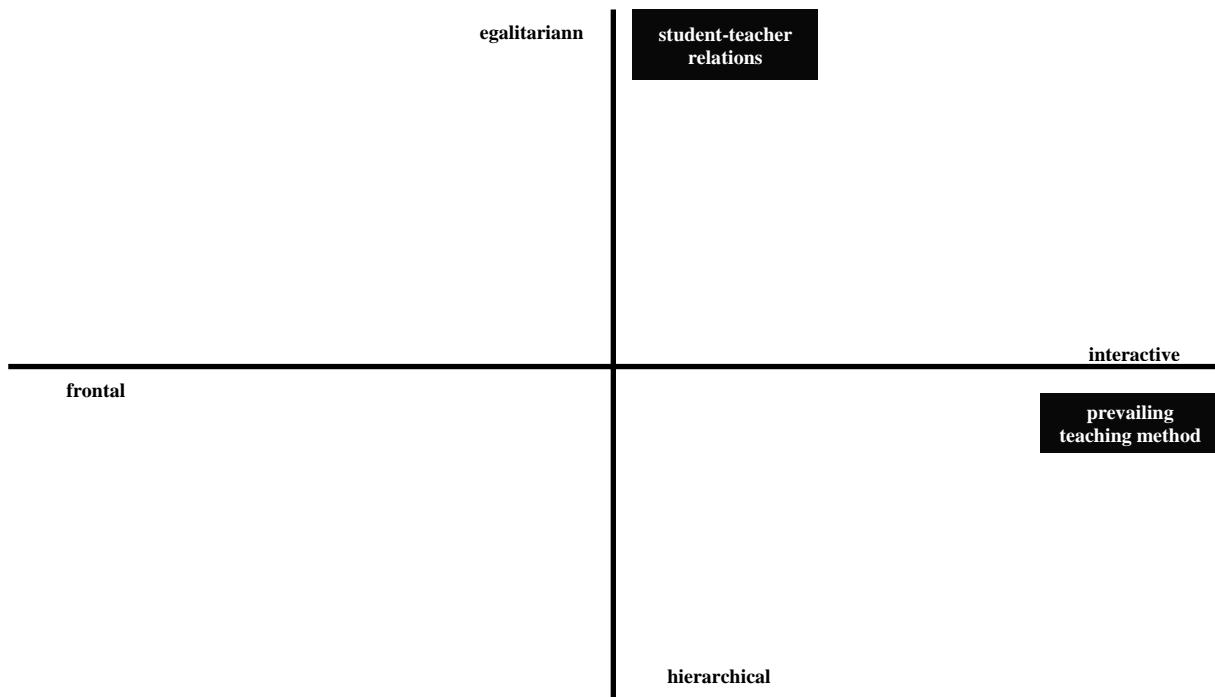 egalitariann
student-teacher
relations
interactive
frontal
prevailing
teaching method
hierarchical